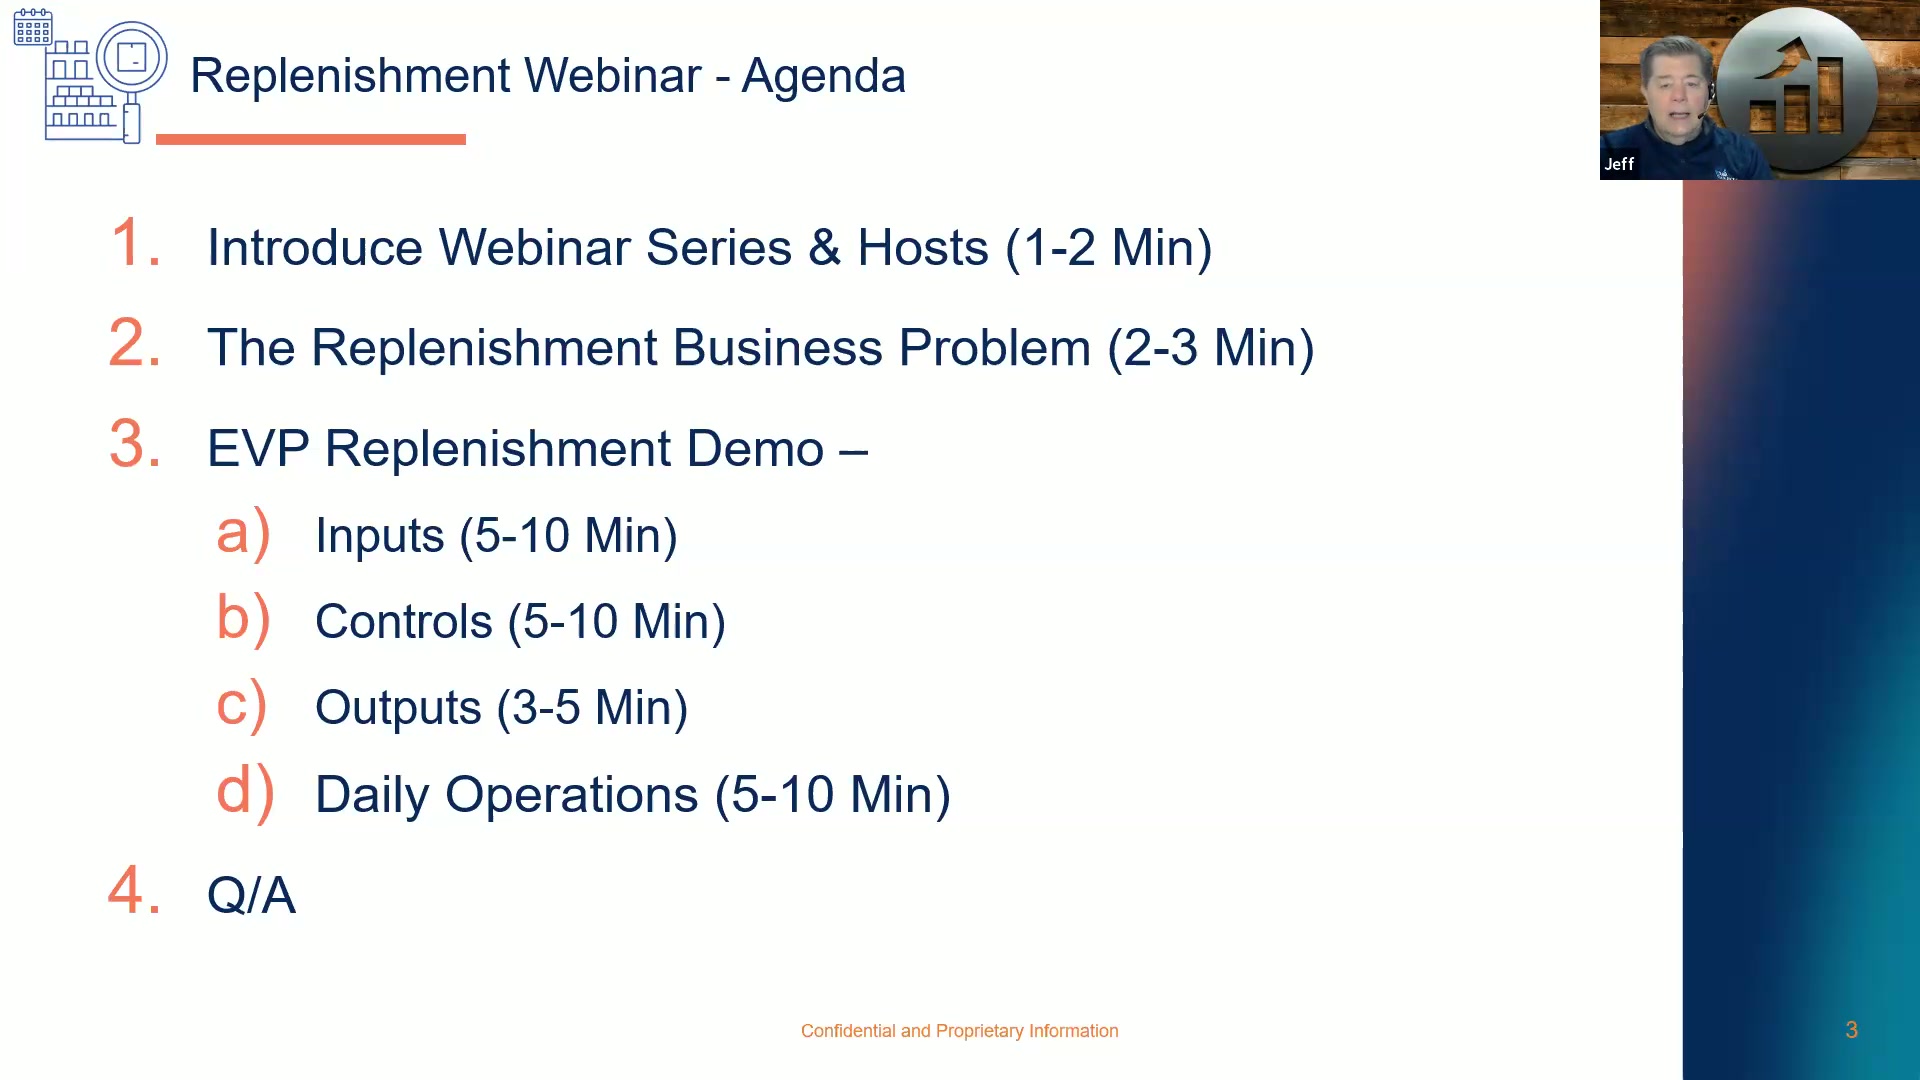 Replenishment Webinar - Agenda
Jeff
1. Introduce Webinar Series & Hosts (1-2 Min)
2. The Replenishment Business Problem (2-3 Min)
3. EVP Replenishment Demo –
a) Inputs (5-10 Min)
b) Controls (5-10 Min)
c) Outputs (3-5 Min)
d) Daily Operations (5-10 Min)
4. Q/A
Confidential and Proprietary Information
3